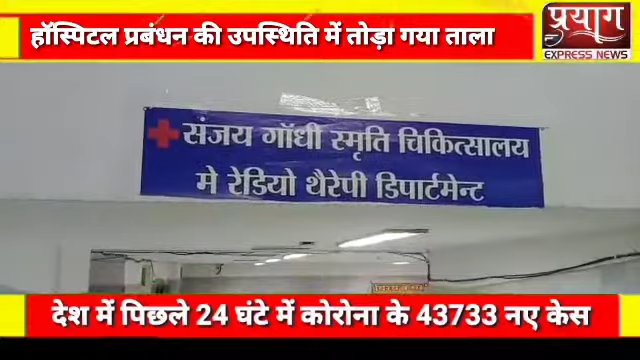 हॉस्पिटल प्रबंधन की उपस्थिति में तोड़ा गया ताला
प्रयाग
EXPRESS NEWS
संजय गाँधी स्मृति चिकित्सालय
मे रेडियो थैरेपी डिपार्टमेन्ट
देश में पिछले 24 घंटे में कोरोना के 43733 नए केस